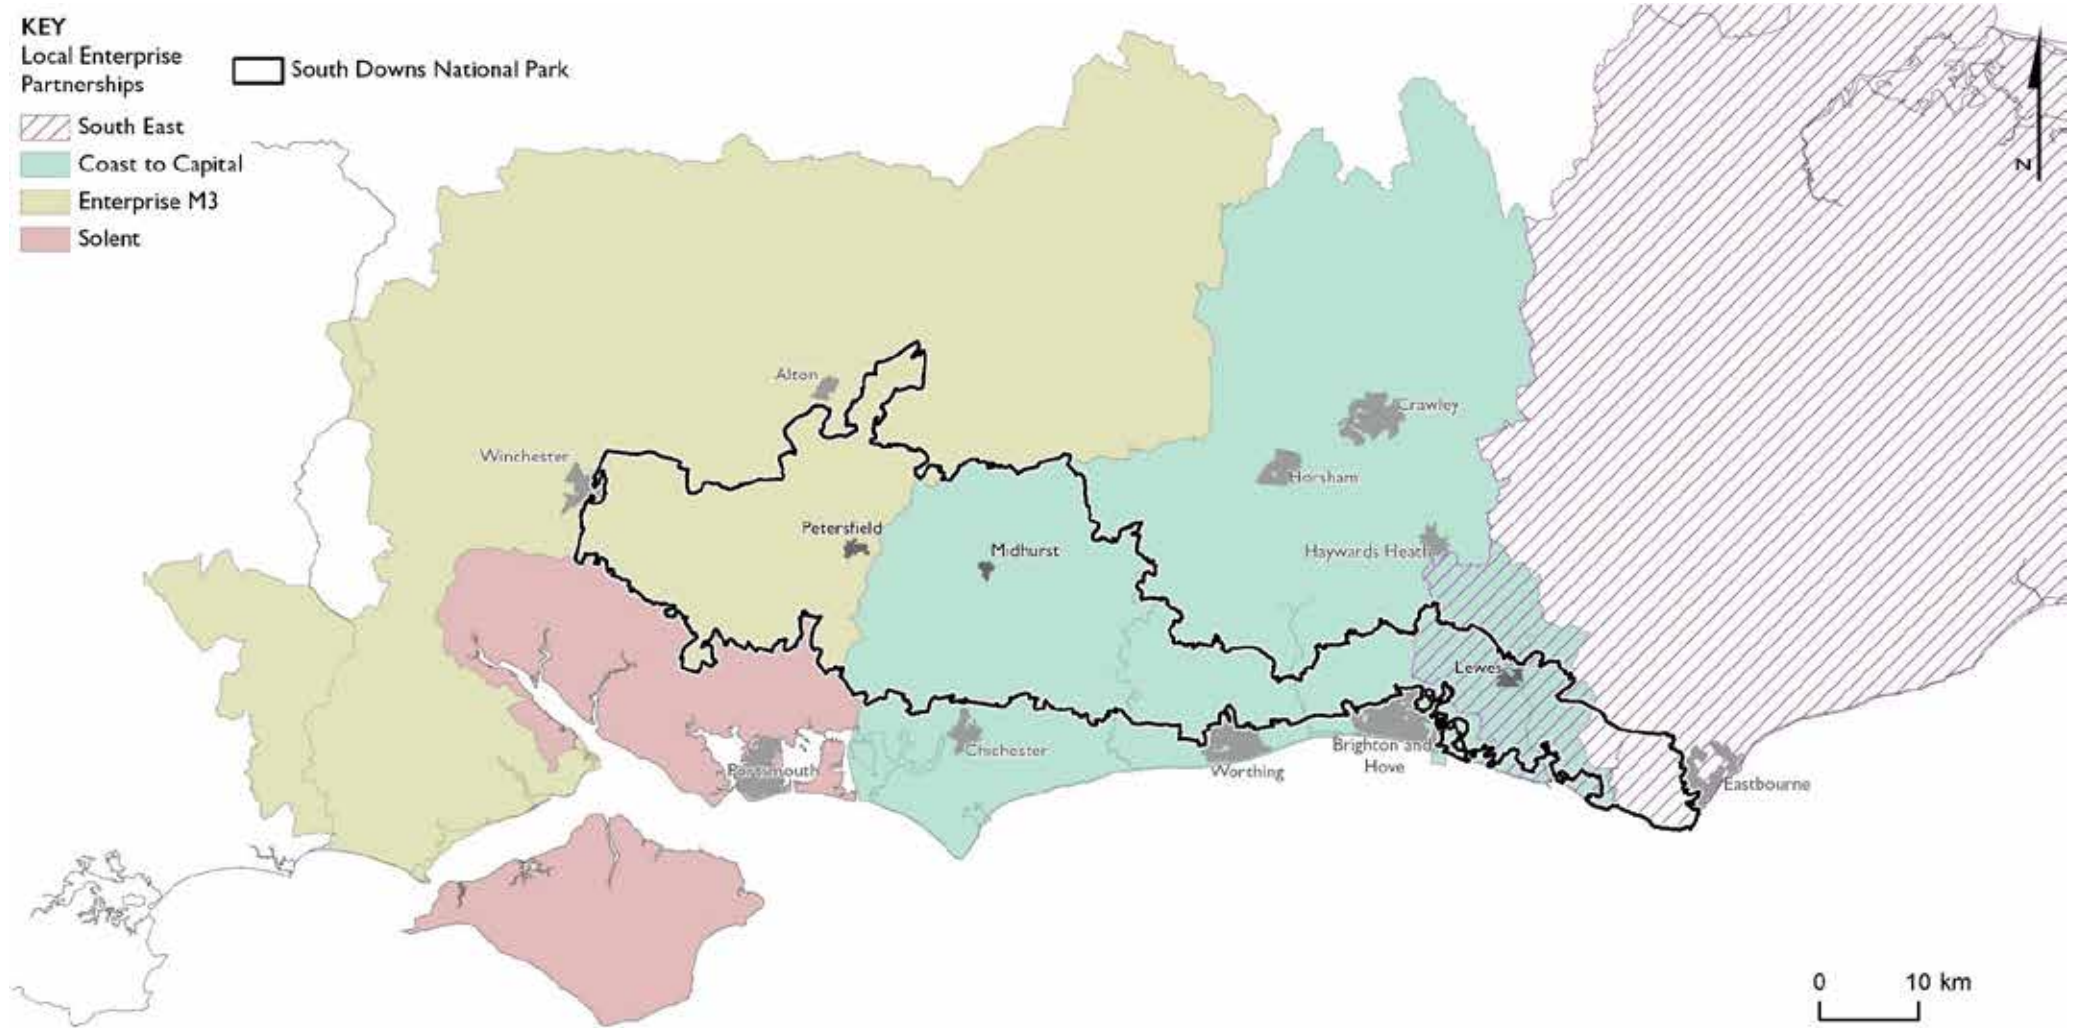 KEY
Local Enterprise
Partnerships
South Downs National Park
South East
Coast to Capital
Enterprise M3
Solent
N
Alton
Winchester
Petersfield
Midhurst
Crawley
Horsham
Haywards Heath
Lewes
Chichester
Portsmouth
Worthing
Brighton and
Hove
Eastbourne
0 10 km